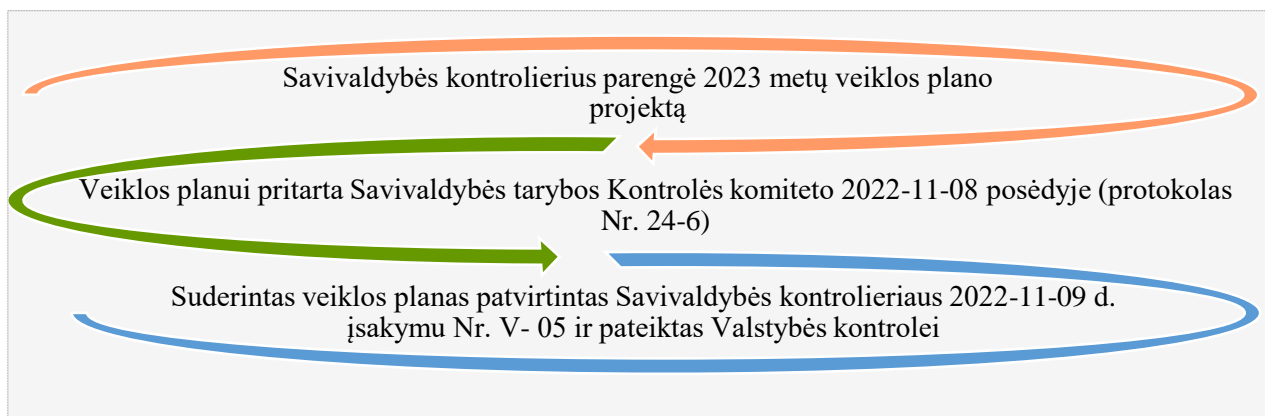 Savivaldybės kontrolierius parengė 2023 metų veiklos plano
projektą
Veiklos planui pritarta Savivaldybės tarybos Kontrolės komiteto 2022-11-08 posėdyje (protokolas
Nr. 24-6)
Suderintas veiklos planas patvirtintas Savivaldybės kontrolieriaus 2022-11-09 d.
įsakymu Nr. V- 05 ir pateiktas Valstybės kontrolei